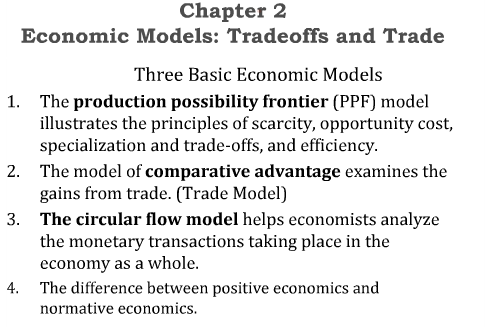 Chapter 2
Economic Models: Tradeoffs and Trade
Three Basic Economic Models
1. The production possibility frontier (PPF) model
illustrates the principles of scarcity, opportunity cost,
specialization and trade-offs, and efficiency.
2. The model of comparative advantage examines the
gains from trade. (Trade Model)
3. The circular flow model helps economists analyze
the monetary transactions taking place in the
economy as a whole.
4. The difference between positive economics and
normative economics.